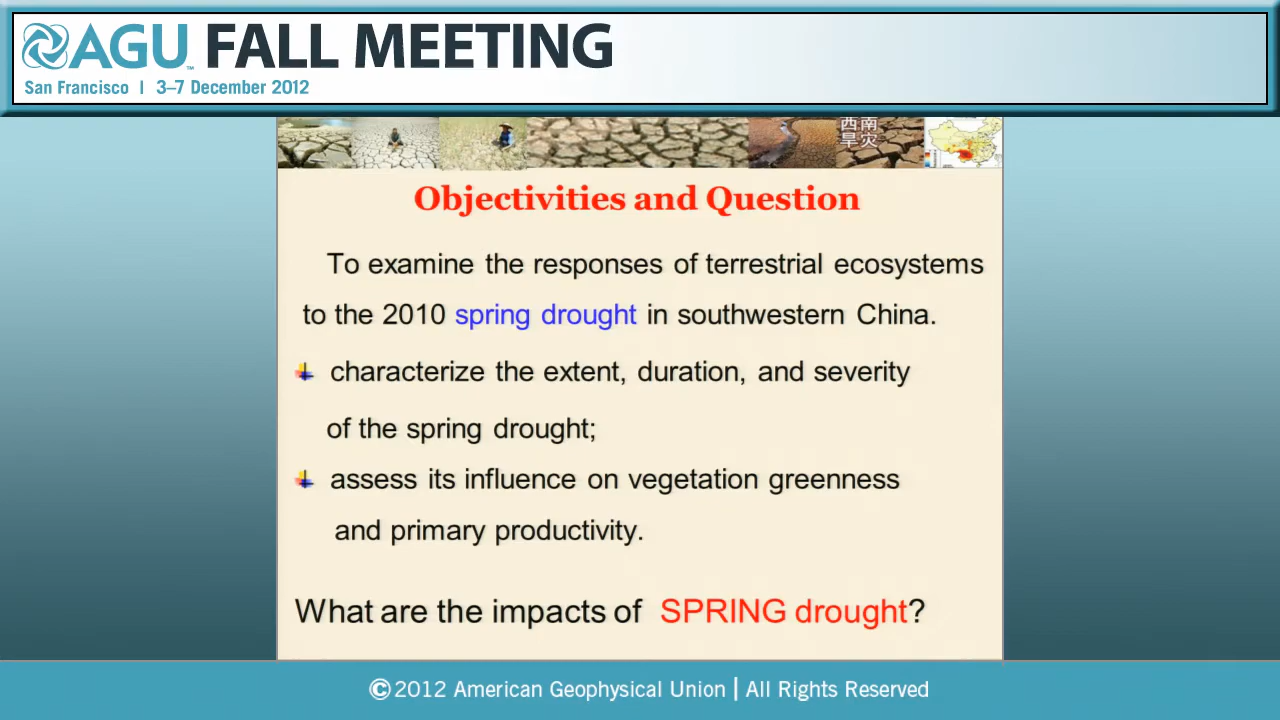 AGU FALL MEETING
San Francisco | 3–7 December 2012
西南
旱灾
Objectivities and Question
To examine the responses of terrestrial ecosystems
to the 2010 spring drought in southwestern China.
characterize the extent, duration, and severity
of the spring drought;
assess its influence on vegetation greenness
and primary productivity.
What are the impacts of SPRING drought?
©2012 American Geophysical Union | All Rights Reserved